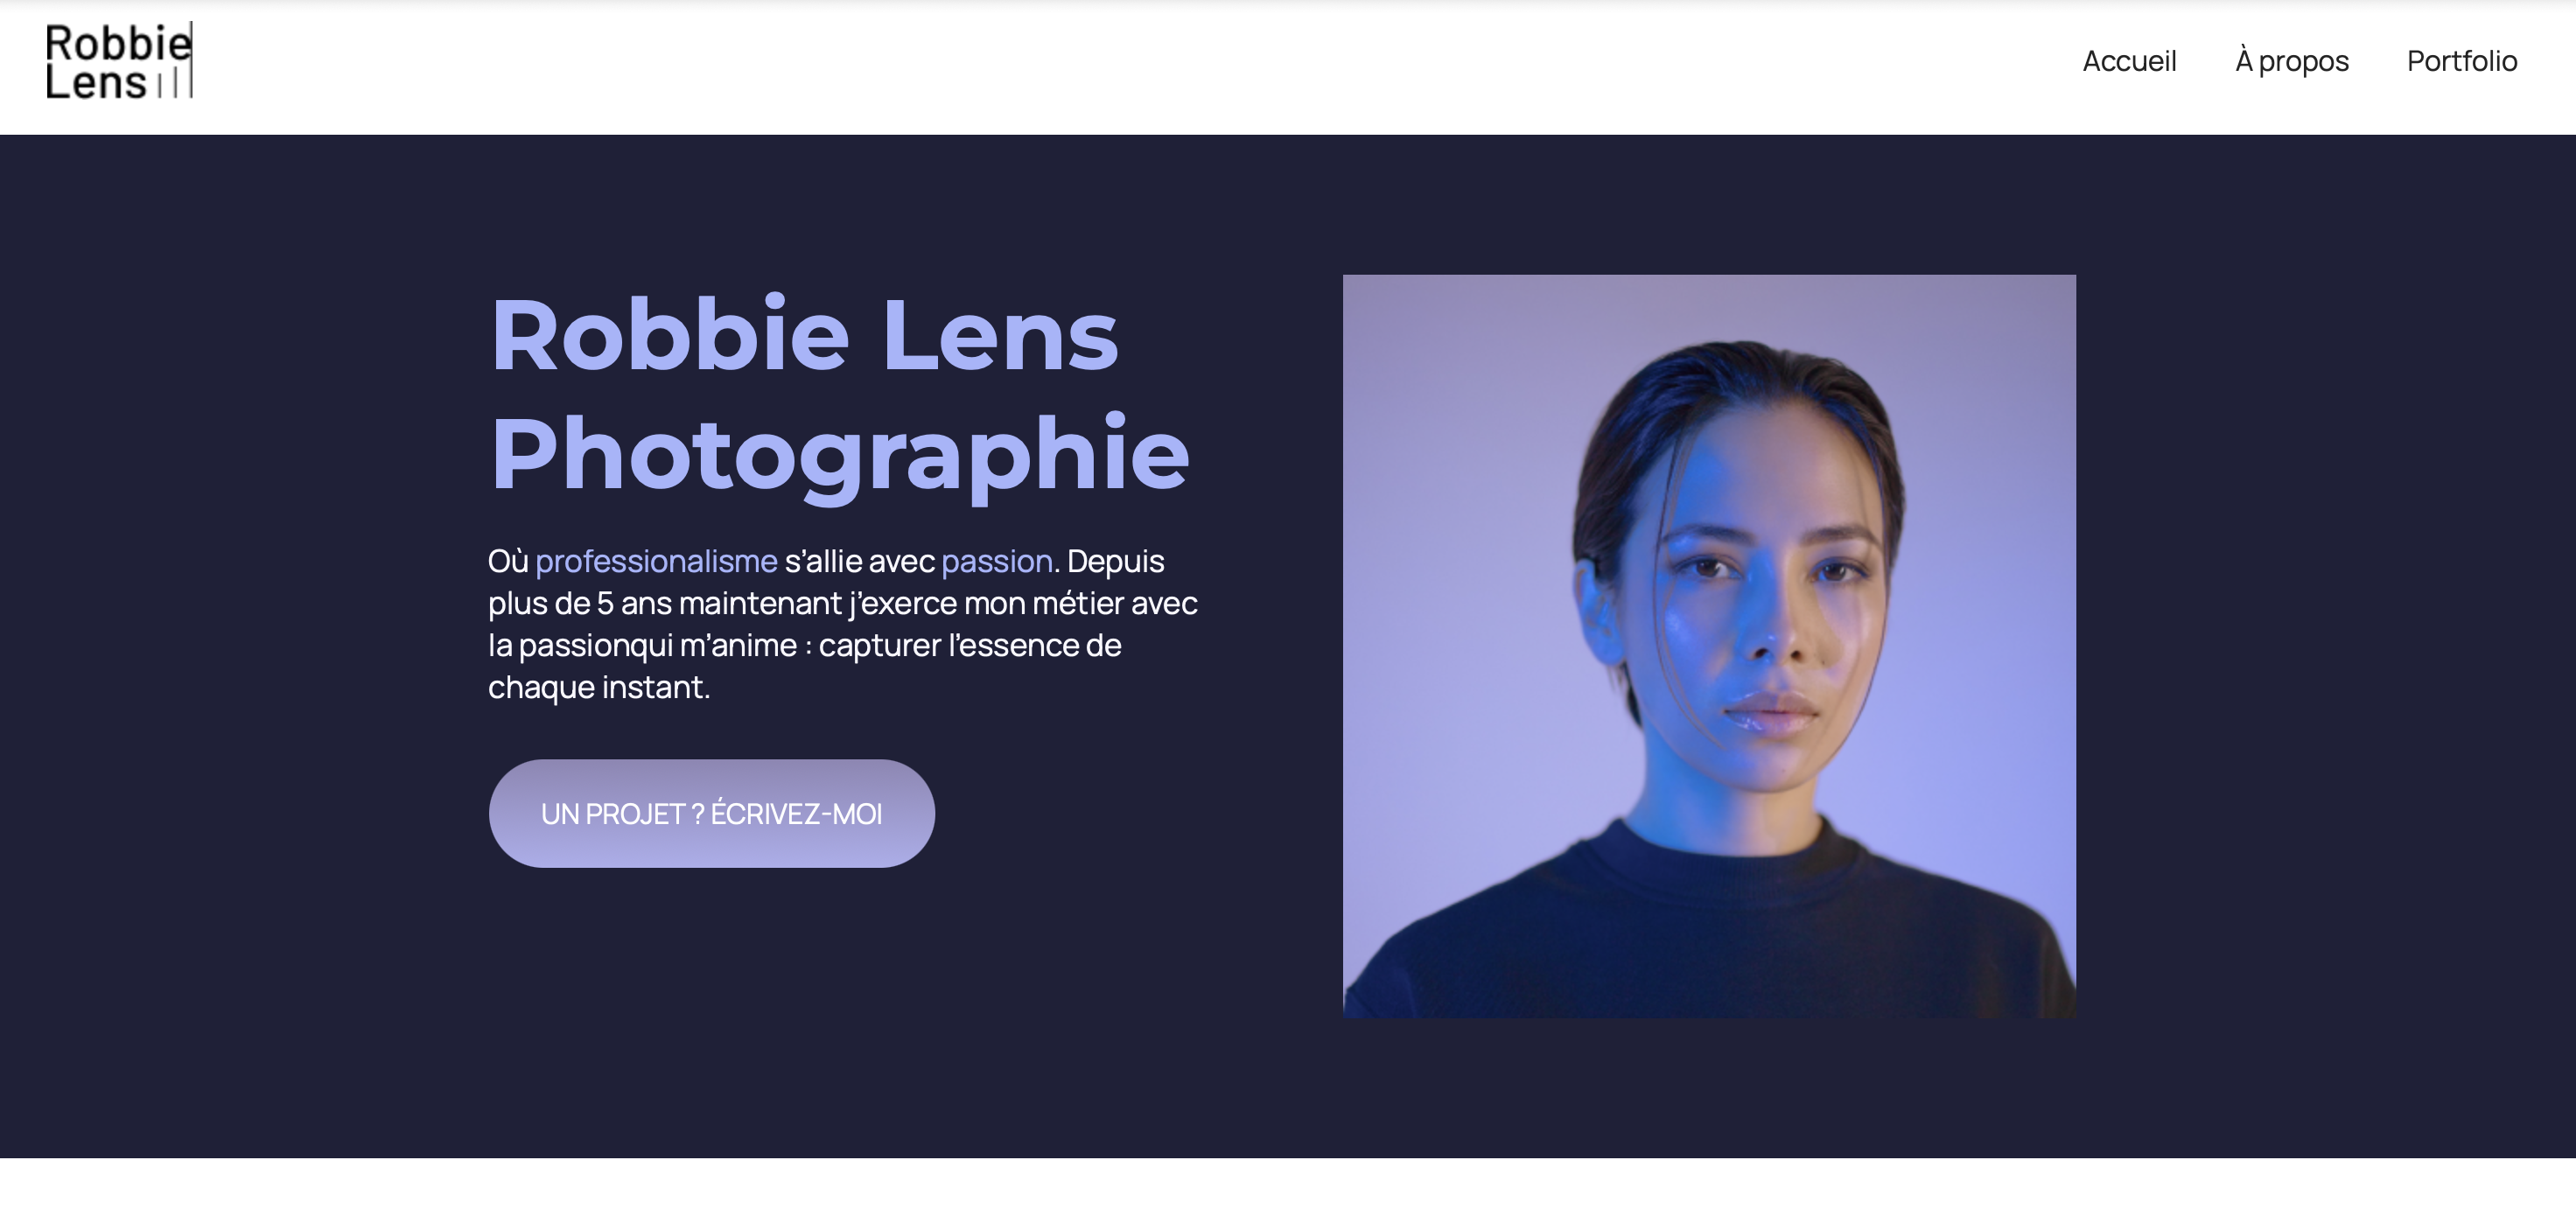 Robbie
Lens
Accueil
À propos
Portfolio
Robbie Lens
Photographie
Où professionalisme s’allie avec passion. Depuis
plus de 5 ans maintenant j’exerce mon métier avec
la passionqui m’anime : capturer l’essence de
chaque instant.
UN PROJET ? ÉCRIVEZ-MOI